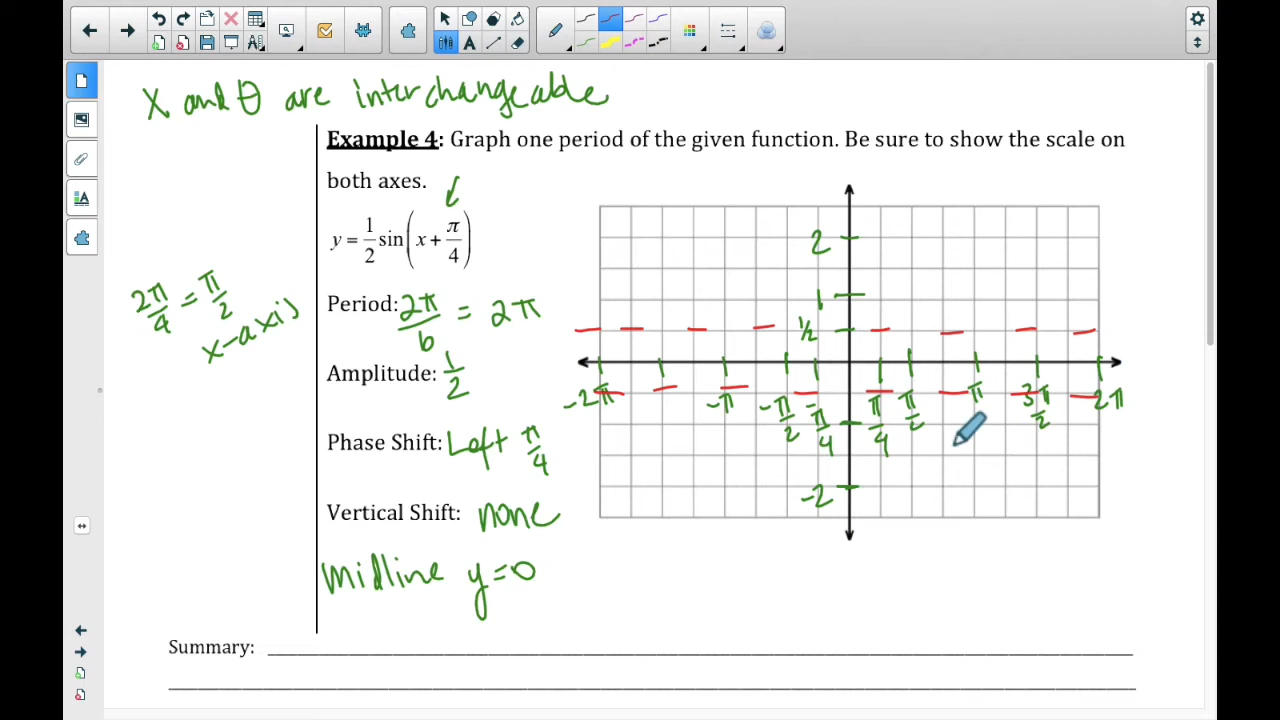 X and θ are interchangeable
Example 4: Graph one period of the given function. Be sure to show the scale on
both axes.
y = 1/2 sin(x + π/4)
2π/4 = π/2
x-axis
Period: 2π/b = 2π
Amplitude: 1/2
Phase Shift: Left π/4
Vertical Shift: none
midline y=0
2
1
1/2
-2π -π -π/2 -π/4 π/4 π/2 π 3π/2 2π
-2
Summary: